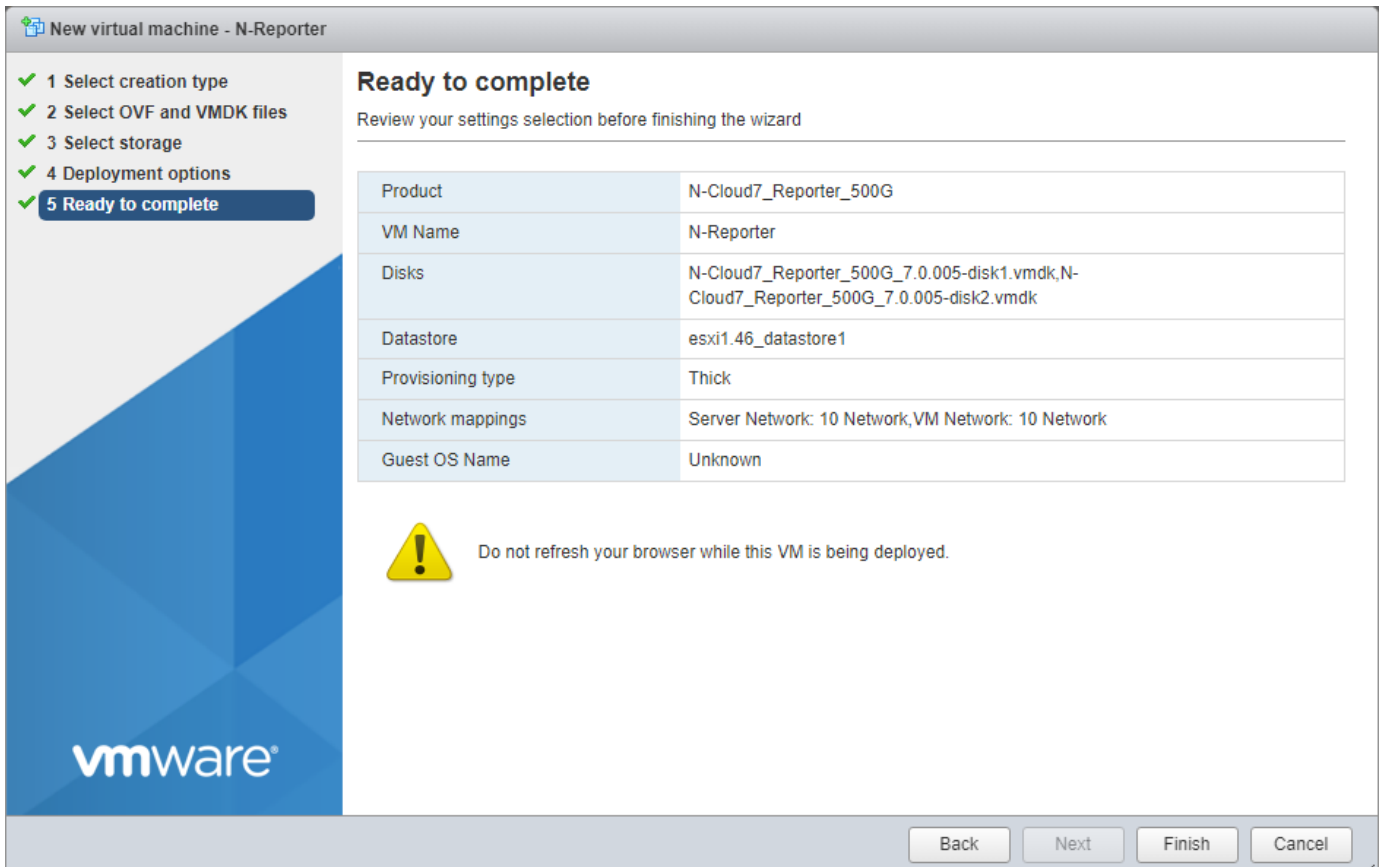 New virtual machine - N-Reporter
1 Select creation type
2 Select OVF and VMDK files
3 Select storage
4 Deployment options
5 Ready to complete
Ready to complete
Review your settings selection before finishing the wizard
Product N-Cloud7_Reporter_500G
VM Name N-Reporter
Disks N-Cloud7_Reporter_500G_7.0.005-disk1.vmdk,N-
Cloud7_Reporter_500G_7.0.005-disk2.vmdk
Datastore esxi1.46_datastore1
Provisioning type Thick
Network mappings Server Network: 10 Network,VM Network: 10 Network
Guest OS Name Unknown
Do not refresh your browser while this VM is being deployed.
vmware®
Back Next Finish Cancel